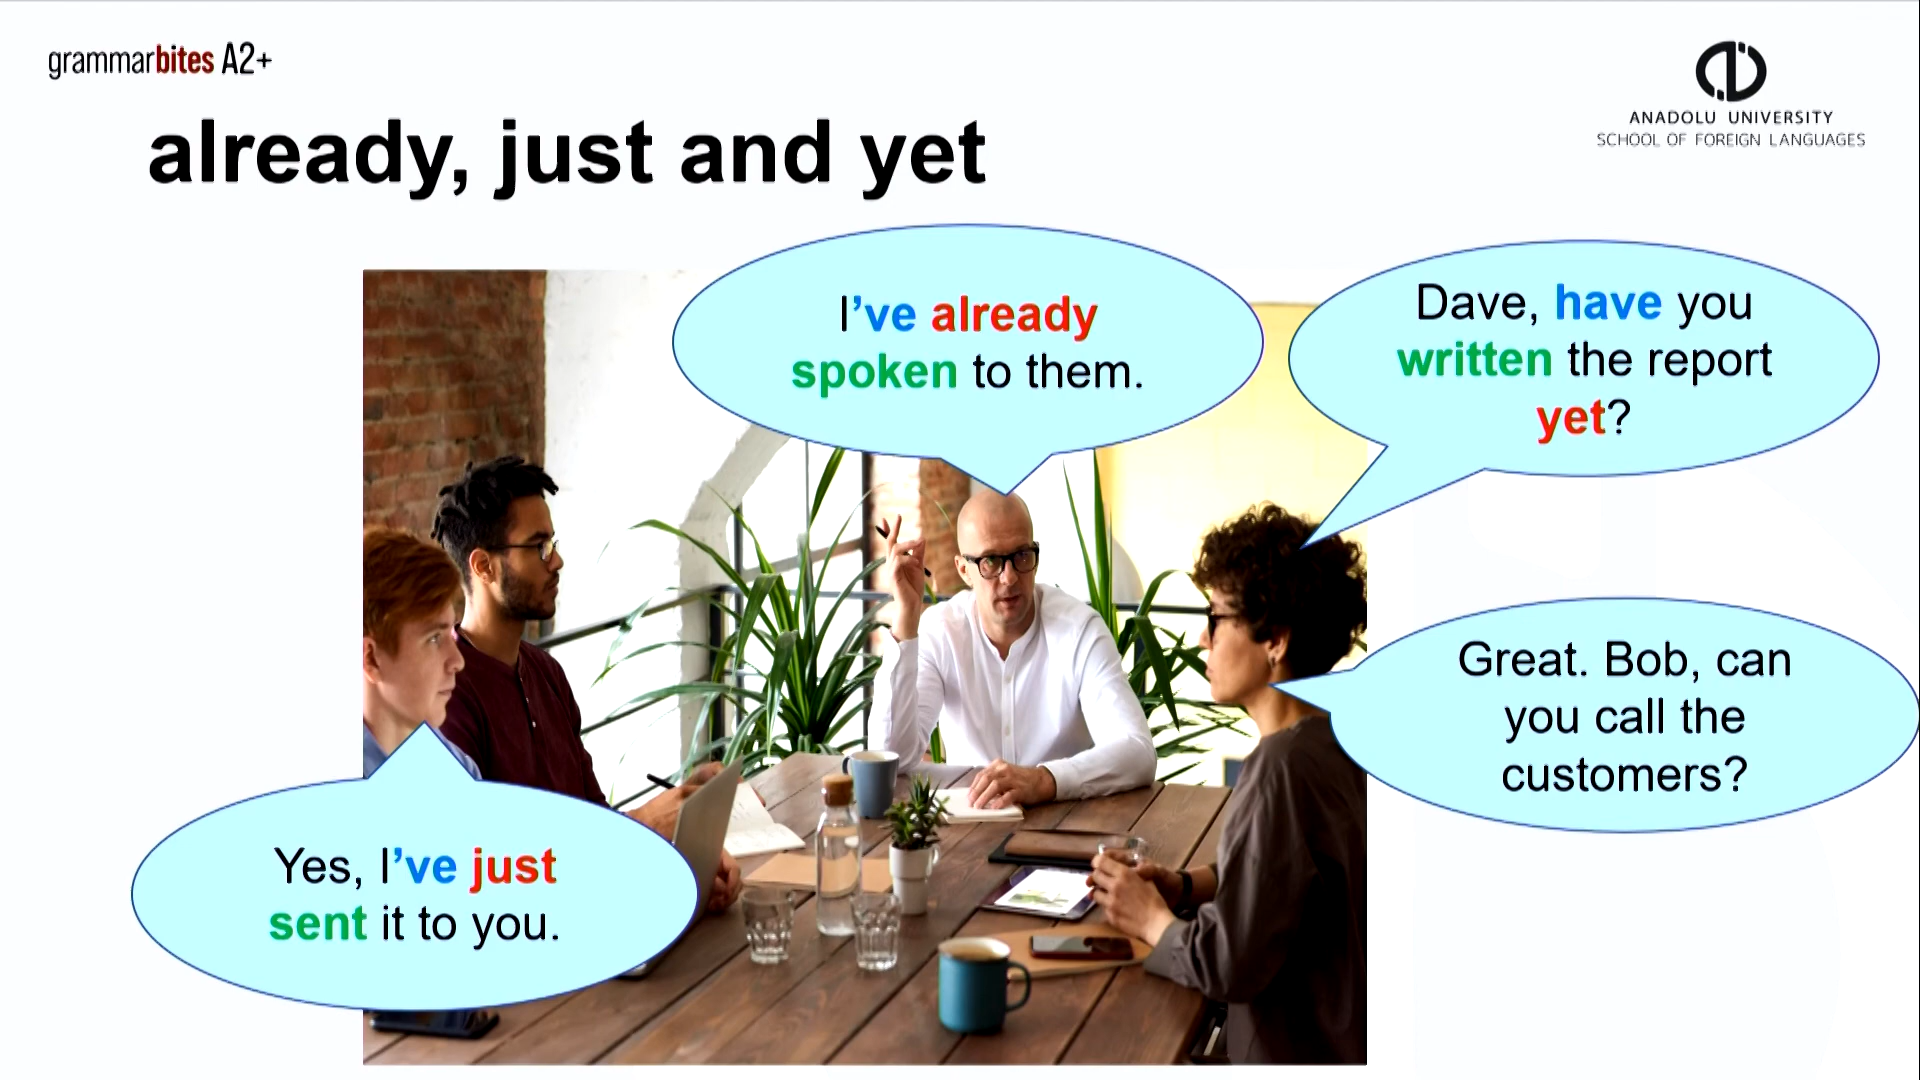 grammarbites A2+
ANADOLU UNIVERSITY
SCHOOL OF FOREIGN LANGUAGES
already, just and yet
I’ve already
spoken to them.
Dave, have you
written the report
yet?
Great. Bob, can
you call the
customers?
Yes, I’ve just
sent it to you.